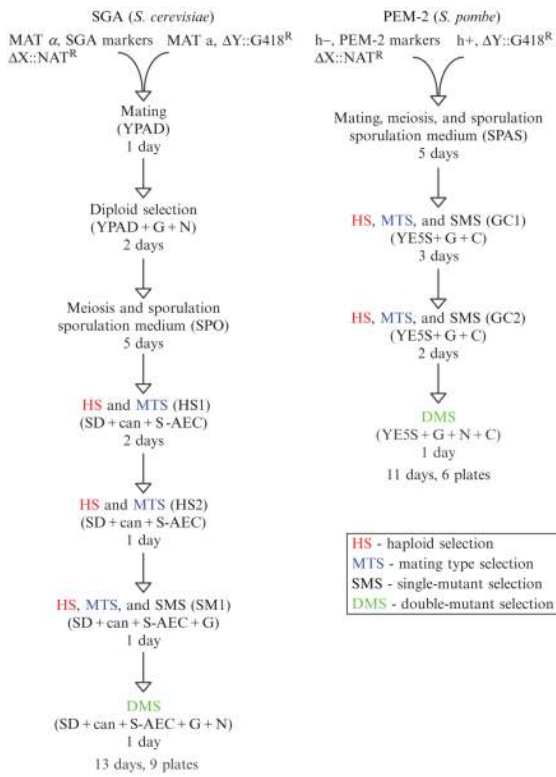 SGA (S. cerevisiae)
MAT α, SGA markers
ΔX::NATᴿ
MAT a, ΔY::G418ᴿ
Mating
(YPAD)
1 day
Diploid selection
(YPAD + G + N)
2 days
Meiosis and sporulation
sporulation medium (SPO)
5 days
HS and MTS (HS1)
(SD + can + S-AEC)
2 days
HS and MTS (HS2)
(SD + can + S-AEC)
1 day
HS, MTS, and SMS (SM1)
(SD + can + S-AEC + G)
1 day
DMS
(SD + can + S-AEC + G + N)
1 day
13 days, 9 plates
PEM-2 (S. pombe)
h−, PEM-2 markers
ΔX::NATᴿ
h+, ΔY::G418ᴿ
Mating, meiosis, and sporulation
sporulation medium (SPAS)
5 days
HS, MTS, and SMS (GC1)
(YE5S + G + C)
3 days
HS, MTS, and SMS (GC2)
(YE5S + G + C)
2 days
DMS
(YE5S + G + N + C)
1 day
11 days, 6 plates
HS - haploid selection
MTS - mating type selection
SMS - single-mutant selection
DMS - double-mutant selection